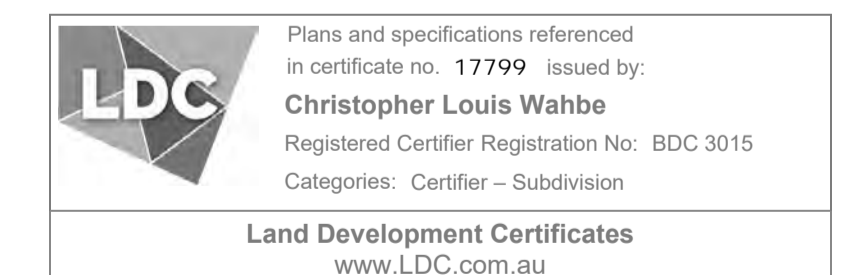 LDC
Plans and specifications referenced
in certificate no. 17799 issued by:
Christopher Louis Wahbe
Registered Certifier Registration No: BDC 3015
Categories: Certifier – Subdivision
Land Development Certificates
www.LDC.com.au